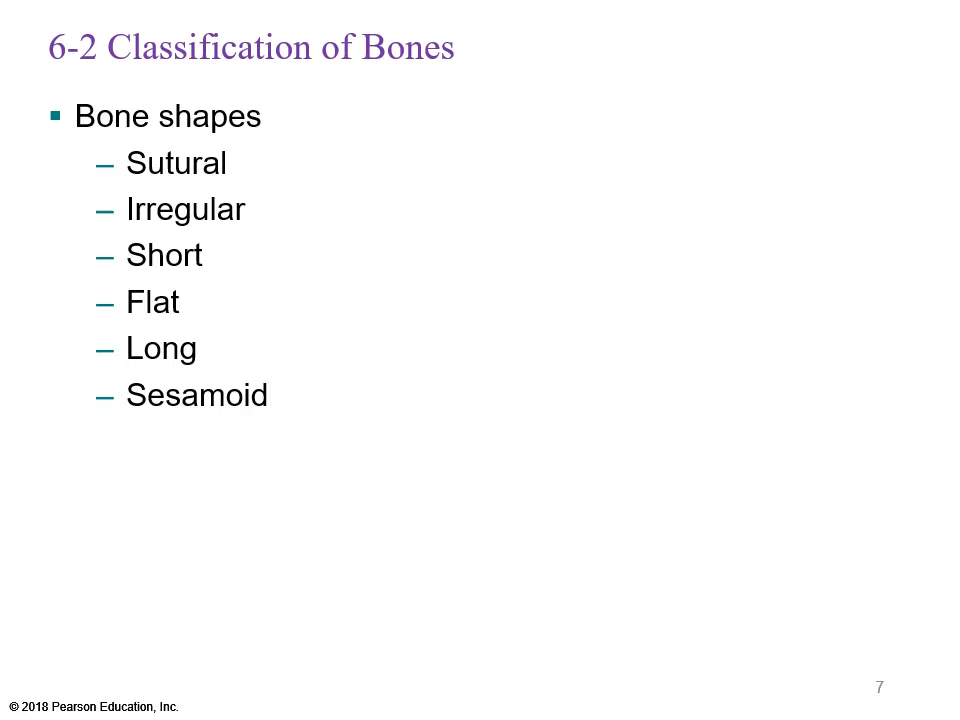 6-2 Classification of Bones
▪ Bone shapes
– Sutural
– Irregular
– Short
– Flat
– Long
– Sesamoid
7
© 2018 Pearson Education, Inc.